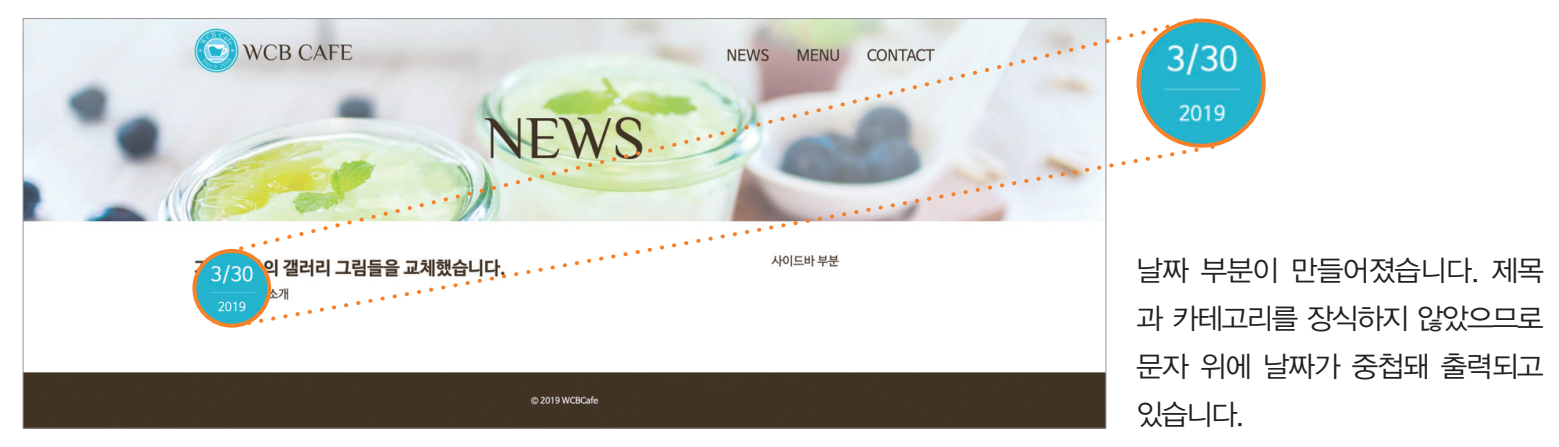 WCB CAFE
NEWS MENU CONTACT
NEWS
3/30
2019
의 갤러리 그림들을 교체했습니다.
소개
3/30
2019
사이드바 부분
© 2019 WCBCafe
날짜 부분이 만들어졌습니다. 제목
과 카테고리를 장식하지 않았으므로
문자 위에 날짜가 중첩돼 출력되고
있습니다.